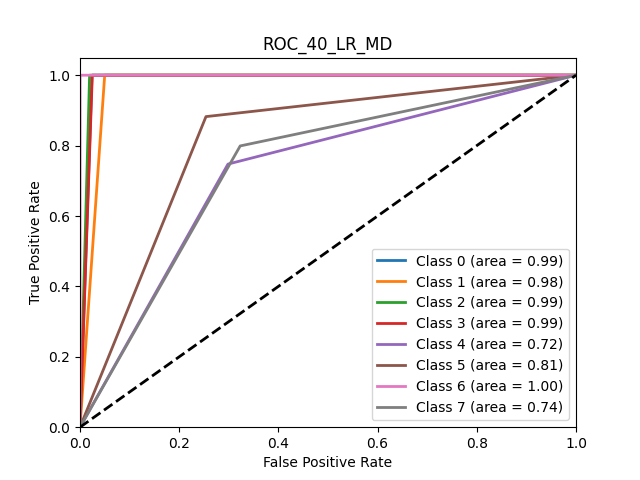 ROC_40_LR_MD
True Positive Rate
1.0
0.8
0.6
0.4
0.2
0.0
Class 0 (area = 0.99)
Class 1 (area = 0.98)
Class 2 (area = 0.99)
Class 3 (area = 0.99)
Class 4 (area = 0.72)
Class 5 (area = 0.81)
Class 6 (area = 1.00)
Class 7 (area = 0.74)
0.0 0.2 0.4 0.6 0.8 1.0
False Positive Rate